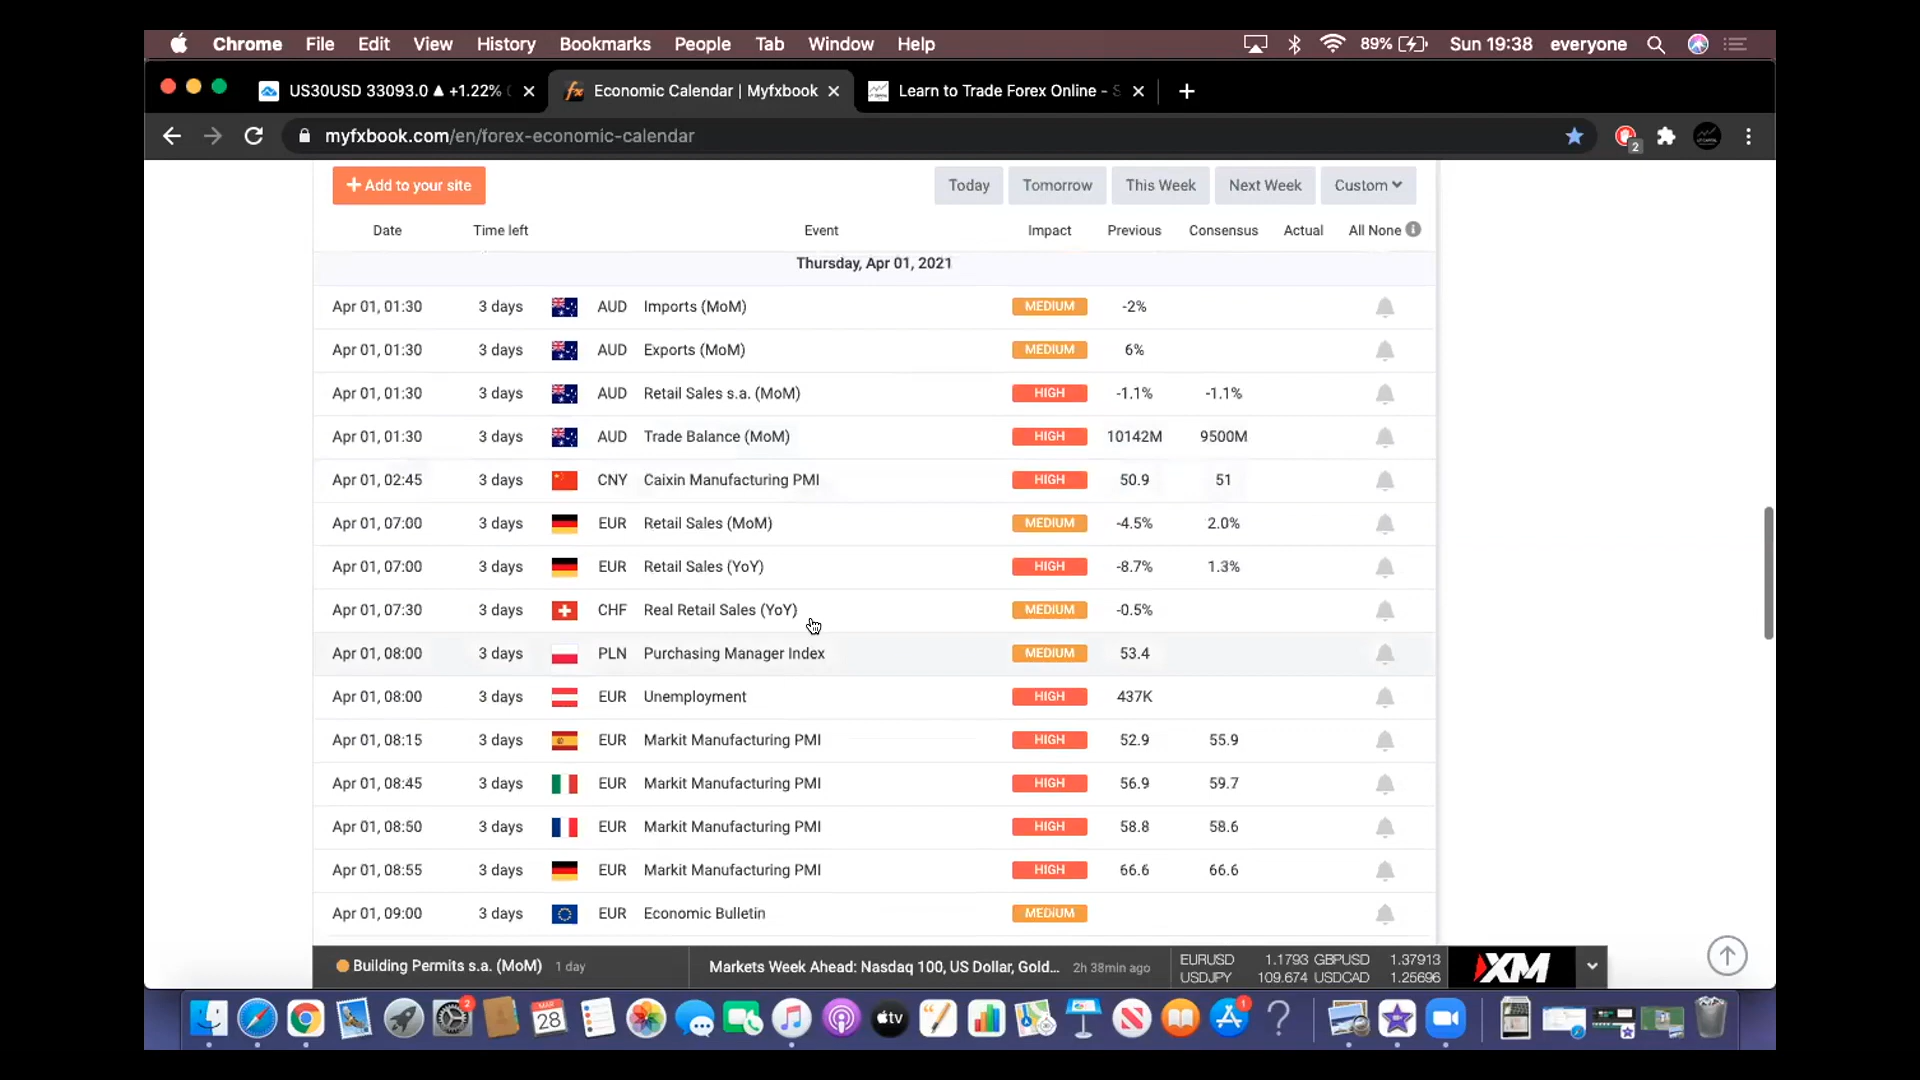 Chrome File Edit View History Bookmarks People Tab Window Help 89% Sun 19:38 everyone
US30USD 33093.0 ▲ +1.22% Economic Calendar | Myfxbook Learn to Trade Forex Online - S
myfxbook.com/en/forex-economic-calendar 2
+ Add to your site Today Tomorrow This Week Next Week Custom
Date Time left Event Impact Previous Consensus Actual All None
Thursday, Apr 01, 2021
Apr 01, 01:30 3 days AUD Imports (MoM) MEDIUM -2%
Apr 01, 01:30 3 days AUD Exports (MoM) MEDIUM 6%
Apr 01, 01:30 3 days AUD Retail Sales s.a. (MoM) HIGH -1.1% -1.1%
Apr 01, 01:30 3 days AUD Trade Balance (MoM) HIGH 10142M 9500M
Apr 01, 02:45 3 days CNY Caixin Manufacturing PMI HIGH 50.9 51
Apr 01, 07:00 3 days EUR Retail Sales (MoM) MEDIUM -4.5% 2.0%
Apr 01, 07:00 3 days EUR Retail Sales (YoY) HIGH -8.7% 1.3%
Apr 01, 07:30 3 days CHF Real Retail Sales (YoY) MEDIUM -0.5%
Apr 01, 08:00 3 days PLN Purchasing Manager Index MEDIUM 53.4
Apr 01, 08:00 3 days EUR Unemployment HIGH 437K
Apr 01, 08:15 3 days EUR Markit Manufacturing PMI HIGH 52.9 55.9
Apr 01, 08:45 3 days EUR Markit Manufacturing PMI HIGH 56.9 59.7
Apr 01, 08:50 3 days EUR Markit Manufacturing PMI HIGH 58.8 58.6
Apr 01, 08:55 3 days EUR Markit Manufacturing PMI HIGH 66.6 66.6
Apr 01, 09:00 3 days EUR Economic Bulletin MEDIUM
Building Permits s.a. (MoM) 1 day Markets Week Ahead: Nasdaq 100, US Dollar, Gold... 2h 38min ago EURUSD 1.1793 GBPUSD 1.37913 XM
USDJPY 109.674 USDCAD 1.25696
2 MAR 28 tv 1